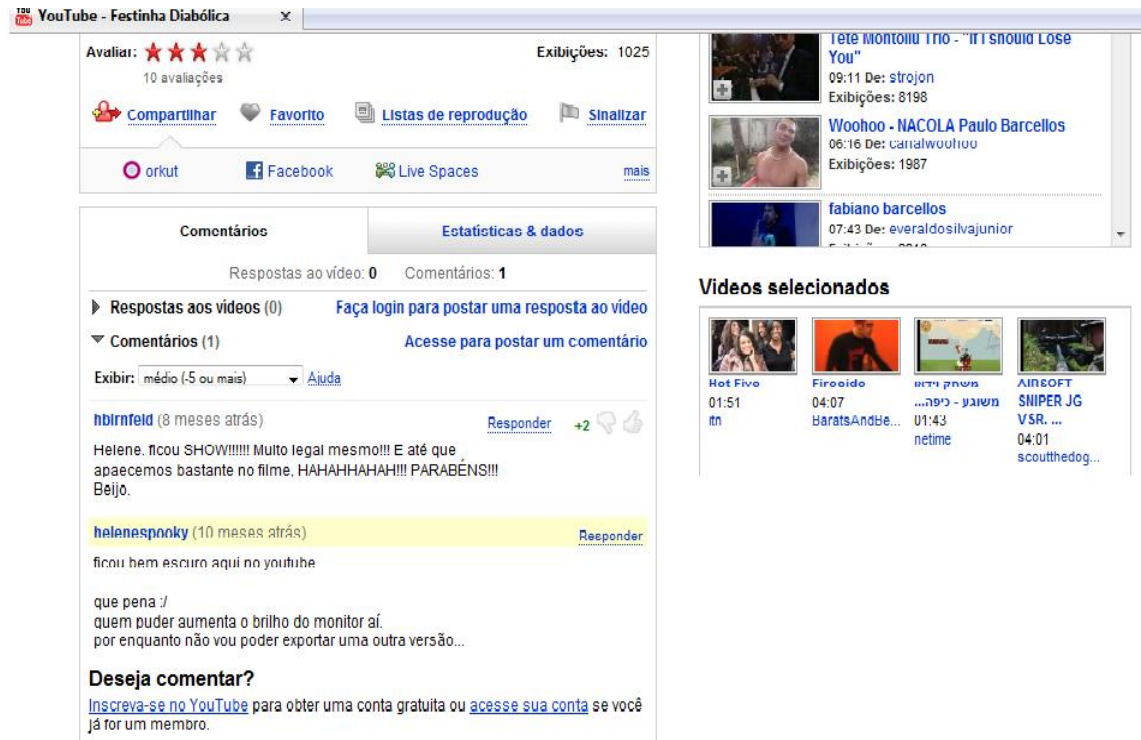 YouTube - Festinha Diabólica
Avaliar:
Exibições: 1025
10 avaliações
Compartilhar
Favorito
Listas de reprodução
Sinalizar
orkut
Facebook
Live Spaces
mais
Comentários
Estatísticas & dados
Respostas ao vídeo: 0 Comentários: 1
Respostas aos vídeos (0) Faça login para postar uma resposta ao vídeo
Comentários (1) Acesse para postar um comentário
Exibir: médio (-5 ou mais) Ajuda
hbirnfeld (8 meses atrás) Responder +2
Helene. ficou SHOW!!!!!! Muito legal mesmo!!! E até que
apaecemos bastante no filme, HAHAHHAHAH!!! PARABÉNS!!!
Beijo.
helenespooky (10 meses atrás) Responder
ficou bem escuro aqui no youtube
que pena :/
quem puder aumenta o brilho do monitor aí.
por enquanto não vou poder exportar uma outra versão...
Deseja comentar?
Inscreva-se no YouTube para obter uma conta gratuita ou acesse sua conta se você
já for um membro.
Tete Montoliu Trio - "If I should Lose
You"
09:11 De: strojon
Exibições: 8198
Woohoo - NACOLA Paulo Barcellos
06:16 De: canalwoohoo
Exibições: 1987
fabiano barcellos
07:43 De: everaldosilvajunior
Vídeos selecionados
Hot Five
01:51
itn
Fireside
04:07
BaratsAndBe...
משחק וידאו
משוגע - כיפה...
01:43
netime
AIRSOFT
SNIPER JG
VSR. ...
04:01
scoutthedog...